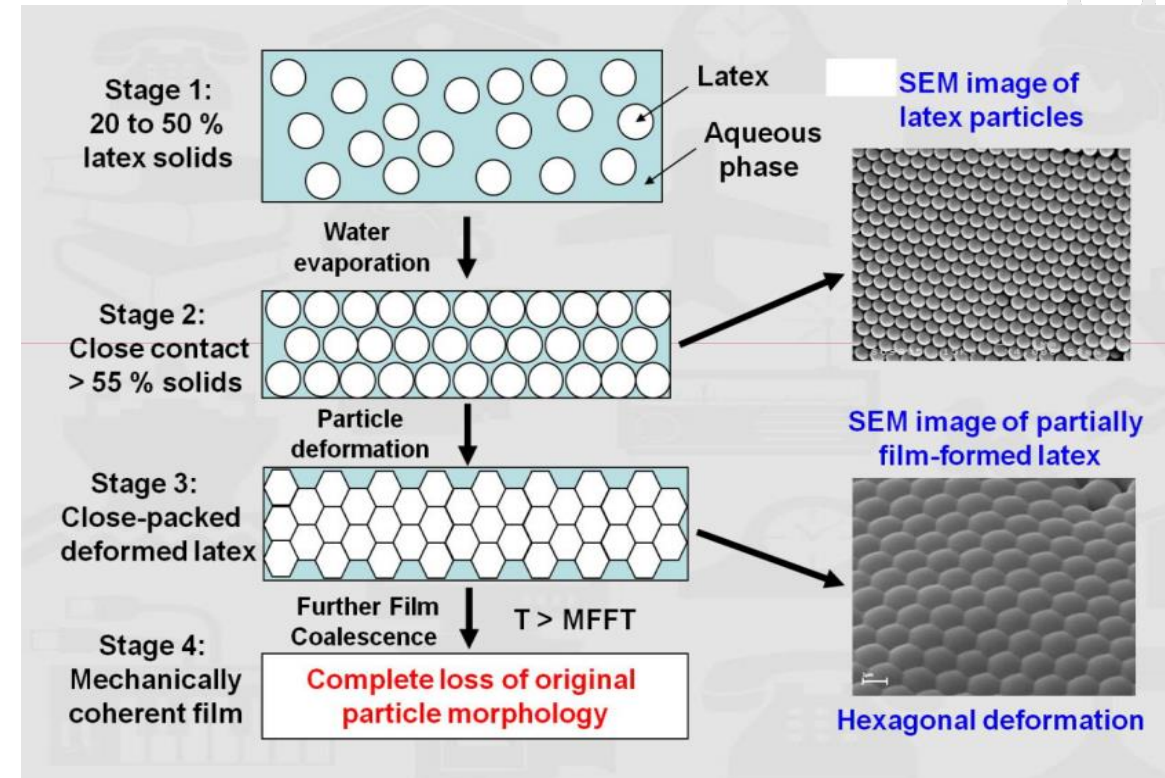 Stage 1:
20 to 50 %
latex solids
Latex
Aqueous
phase
SEM image of
latex particles
Water
evaporation
Stage 2:
Close contact
> 55 % solids
Particle
deformation
SEM image of partially
film-formed latex
Stage 3:
Close-packed
deformed latex
Further Film
Coalescence
T > MFFT
Stage 4:
Mechanically
coherent film
Complete loss of original
particle morphology
Hexagonal deformation